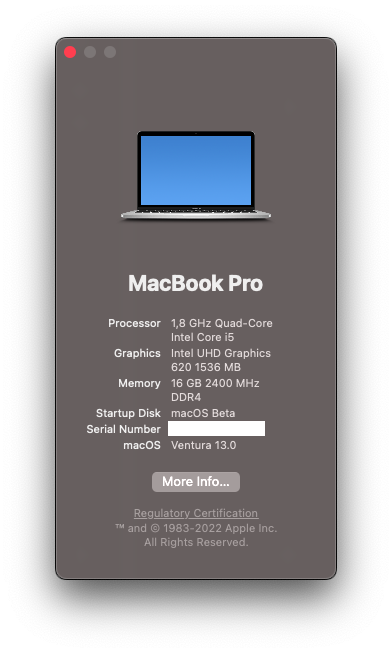 MacBook Pro
Processor 1,8 GHz Quad-Core
Intel Core i5
Graphics Intel UHD Graphics
620 1536 MB
Memory 16 GB 2400 MHz
DDR4
Startup Disk macOS Beta
Serial Number
macOS Ventura 13.0
More Info...
Regulatory Certification
™ and © 1983-2022 Apple Inc.
All Rights Reserved.